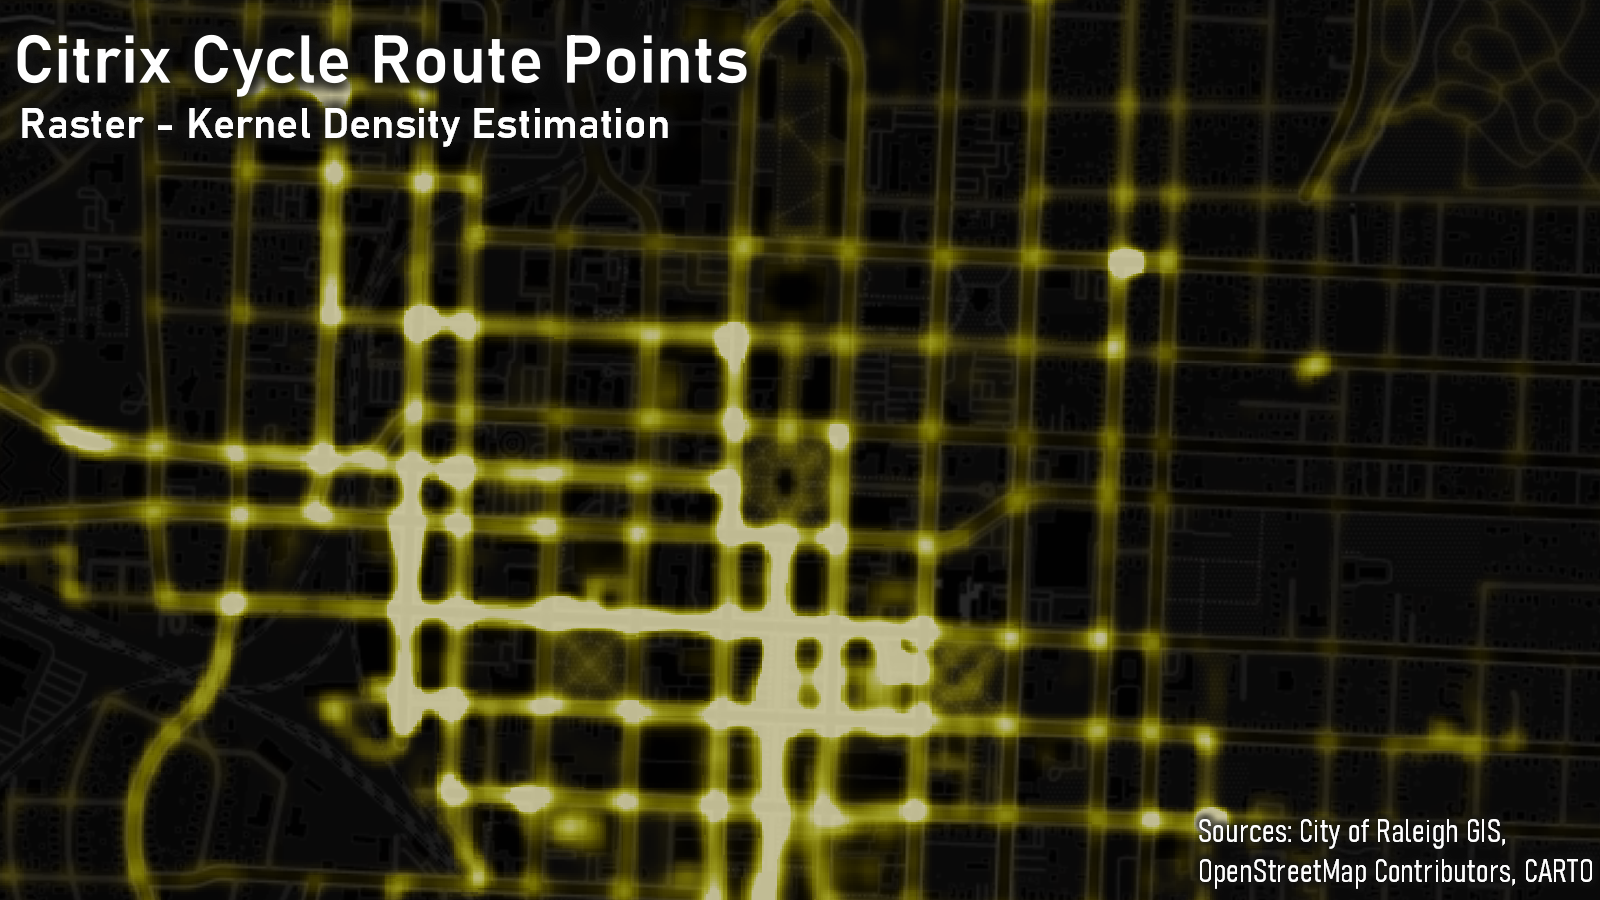 Citrix Cycle Route Points
Raster - Kernel Density Estimation
Sources: City of Raleigh GIS,
OpenStreetMap Contributors, CARTO